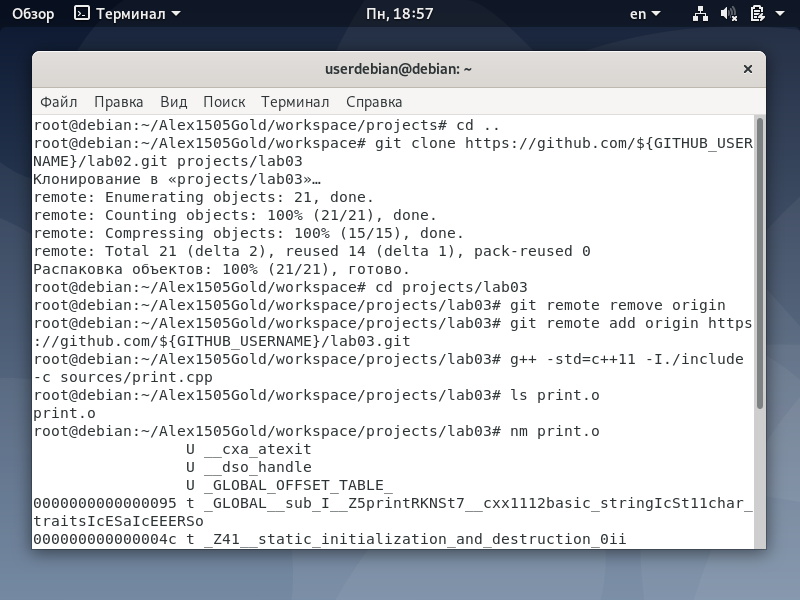 Обзор Терминал Пн, 18:57 en
userdebian@debian: ~
Файл Правка Вид Поиск Терминал Справка
root@debian:~/Alex1505Gold/workspace/projects# cd ..
root@debian:~/Alex1505Gold/workspace# git clone https://github.com/${GITHUB_USER
NAME}/lab02.git projects/lab03
Клонирование в «projects/lab03»…
remote: Enumerating objects: 21, done.
remote: Counting objects: 100% (21/21), done.
remote: Compressing objects: 100% (15/15), done.
remote: Total 21 (delta 2), reused 14 (delta 1), pack-reused 0
Распаковка объектов: 100% (21/21), готово.
root@debian:~/Alex1505Gold/workspace# cd projects/lab03
root@debian:~/Alex1505Gold/workspace/projects/lab03# git remote remove origin
root@debian:~/Alex1505Gold/workspace/projects/lab03# git remote add origin https
://github.com/${GITHUB_USERNAME}/lab03.git
root@debian:~/Alex1505Gold/workspace/projects/lab03# g++ -std=c++11 -I./include
-c sources/print.cpp
root@debian:~/Alex1505Gold/workspace/projects/lab03# ls print.o
print.o
root@debian:~/Alex1505Gold/workspace/projects/lab03# nm print.o
U __cxa_atexit
U __dso_handle
U _GLOBAL_OFFSET_TABLE_
0000000000000095 t _GLOBAL__sub_I__Z5printRKNSt7__cxx1112basic_stringIcSt11char_
traitsIcESaIcEEERSo
000000000000004c t _Z41__static_initialization_and_destruction_0ii